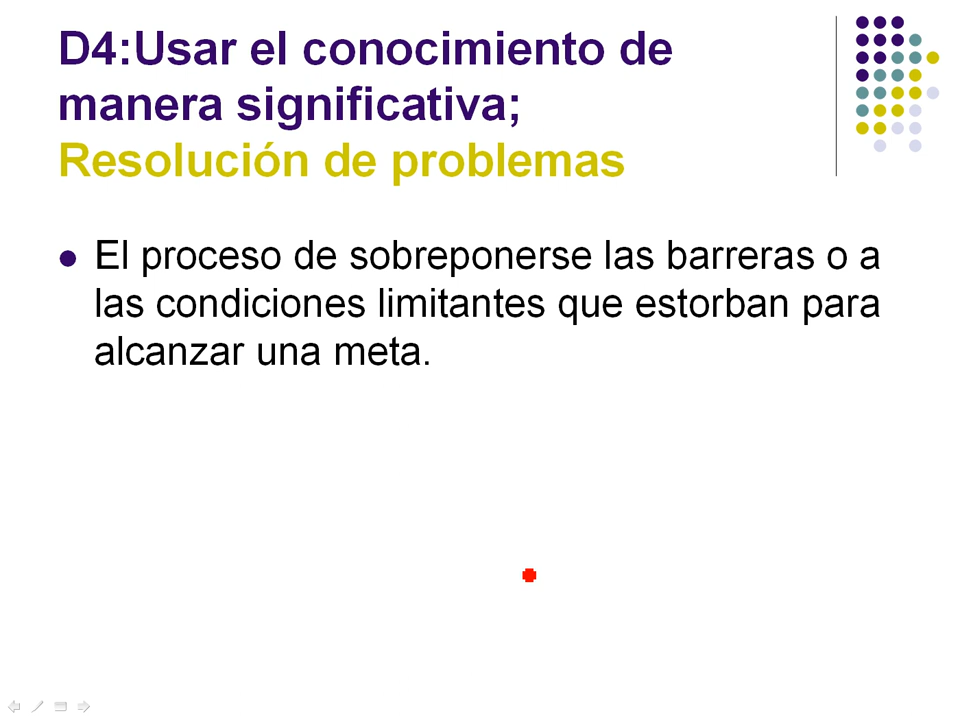 D4:Usar el conocimiento de
manera significativa;
Resolución de problemas
El proceso de sobreponerse las barreras o a
las condiciones limitantes que estorban para
alcanzar una meta.